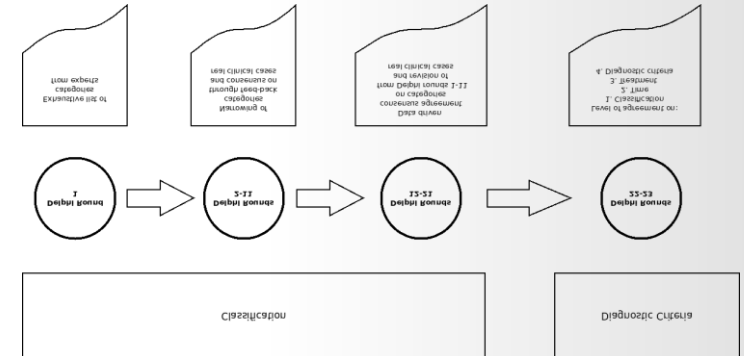 Classification
Diagnostic Criteria
Delphi Round
1
Delphi Rounds
2-11
Delphi Rounds
12-21
Delphi Rounds
22-23
Exhaustive list of
categories
from experts
Narrowing of
categories
through feed-back
and consensus on
real clinical cases
Data driven
consensus agreement
on categories
from Delphi rounds 1-11
and revision of
real clinical cases
Level of agreement on:
1. Classification
2. Time
3. Treatment
4. Diagnostic criteria